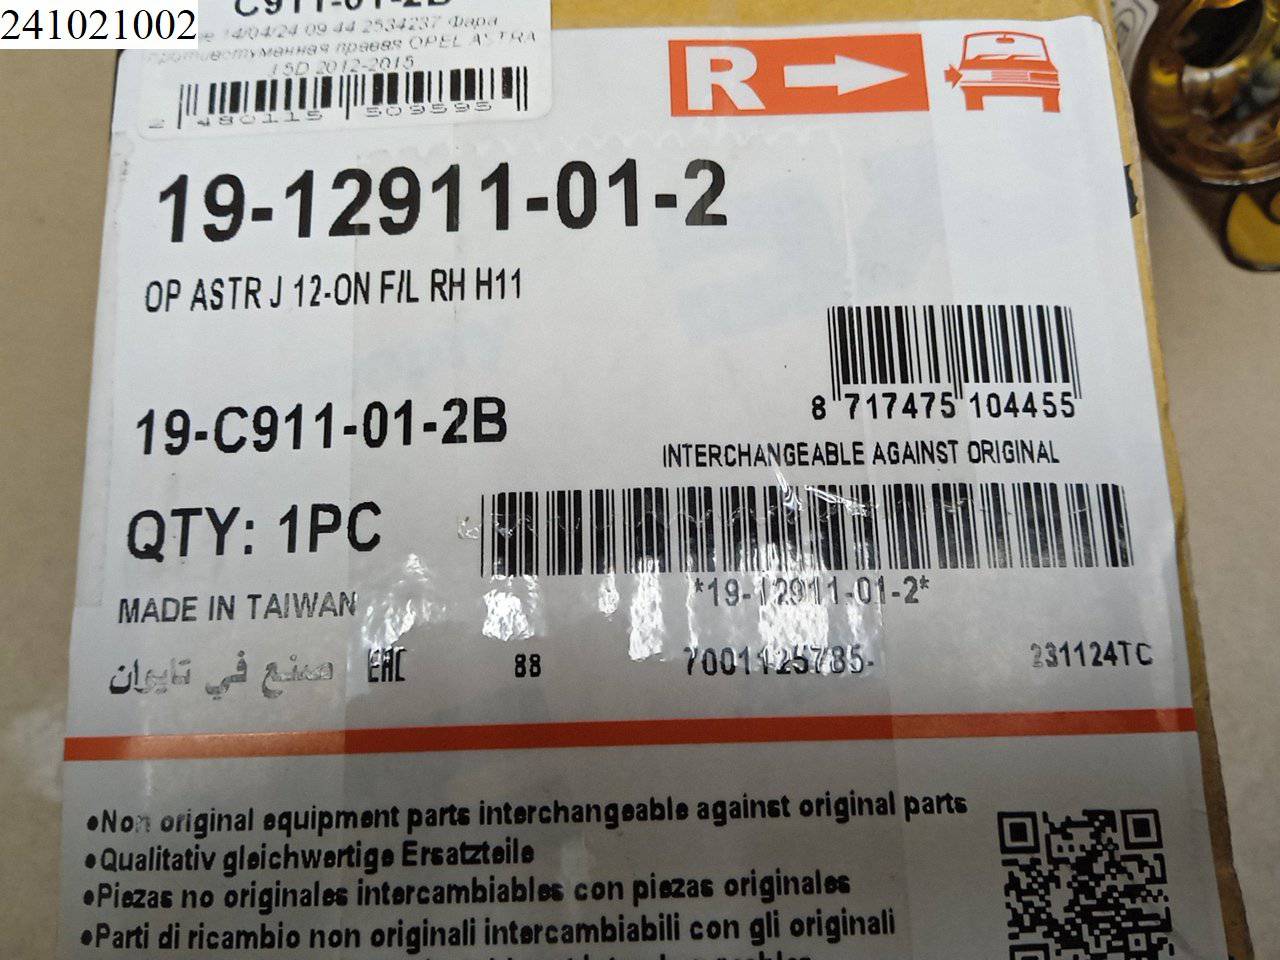 241021002
C911-01-2B
14/04/24 09 44 2534237 Фара
противотуманная правая OPEL ASTRA
J 5D 2012-2015
2 480115 509595
R
19-12911-01-2
OP ASTR J 12-ON F/L RH H11
8 717475 104455
19-C911-01-2B
INTERCHANGEABLE AGAINST ORIGINAL
QTY: 1PC
*19-12911-01-2*
MADE IN TAIWAN
صنع في تايوان EAC 88 7001125785- 231124TC
•Non original equipment parts interchangeable against original parts
•Qualitativ gleichwertige Ersatzteile
•Piezas no originales intercambiables con piezas originales
•Parti di ricambio non originali intercambiabili con gli originali